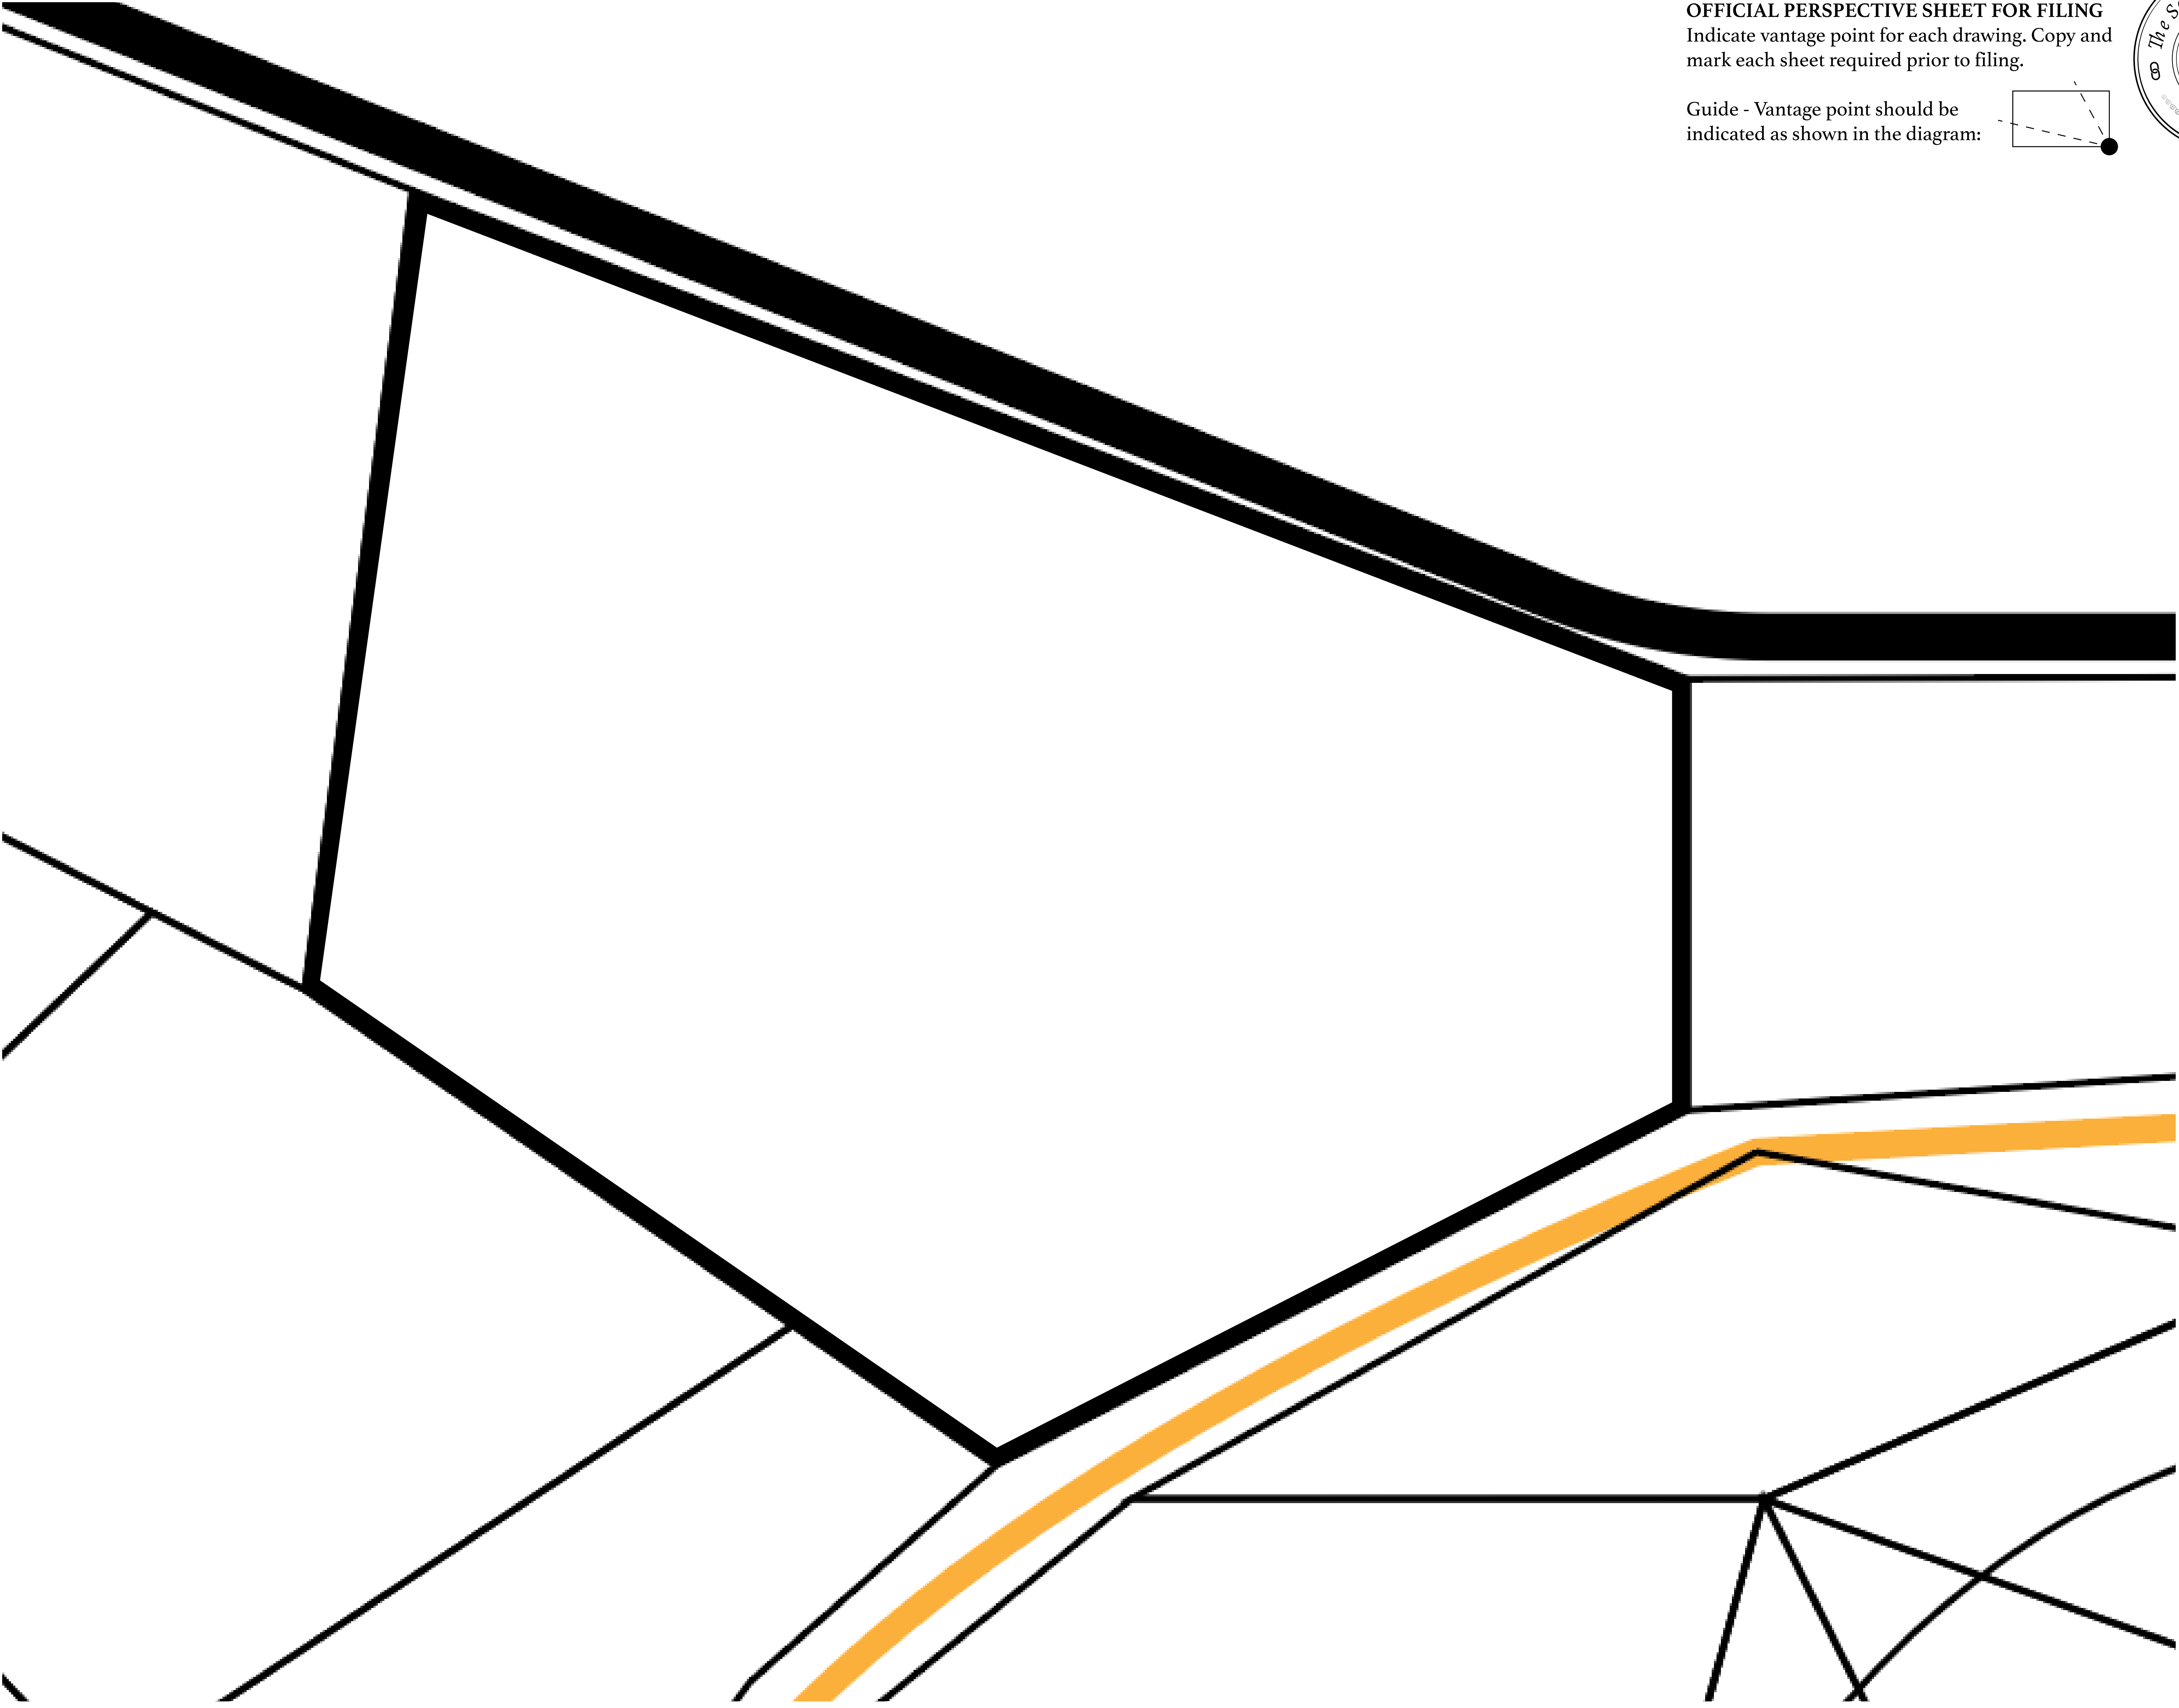 OFFICIAL PERSPECTIVE SHEET FOR FILING
Indicate vantage point for each drawing. Copy and
mark each sheet required prior to filing.
Guide - Vantage point should be
indicated as shown in the diagram:
The S